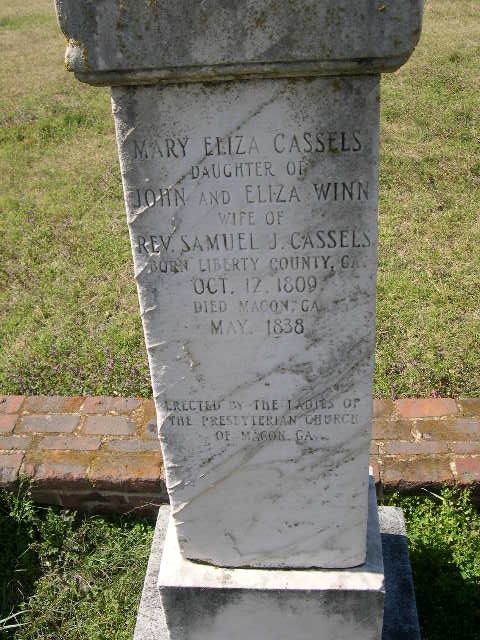 MARY ELIZA CASSELS
DAUGHTER OF
JOHN AND ELIZA WINN
WIFE OF
REV. SAMUEL J. CASSELS
BORN LIBERTY COUNTY, GA.
OCT. 12. 1809
DIED MACON, GA.
MAY. 1838
ERECTED BY THE LADIES OF
THE PRESBYTERIAN CHURCH
OF MACON, GA.